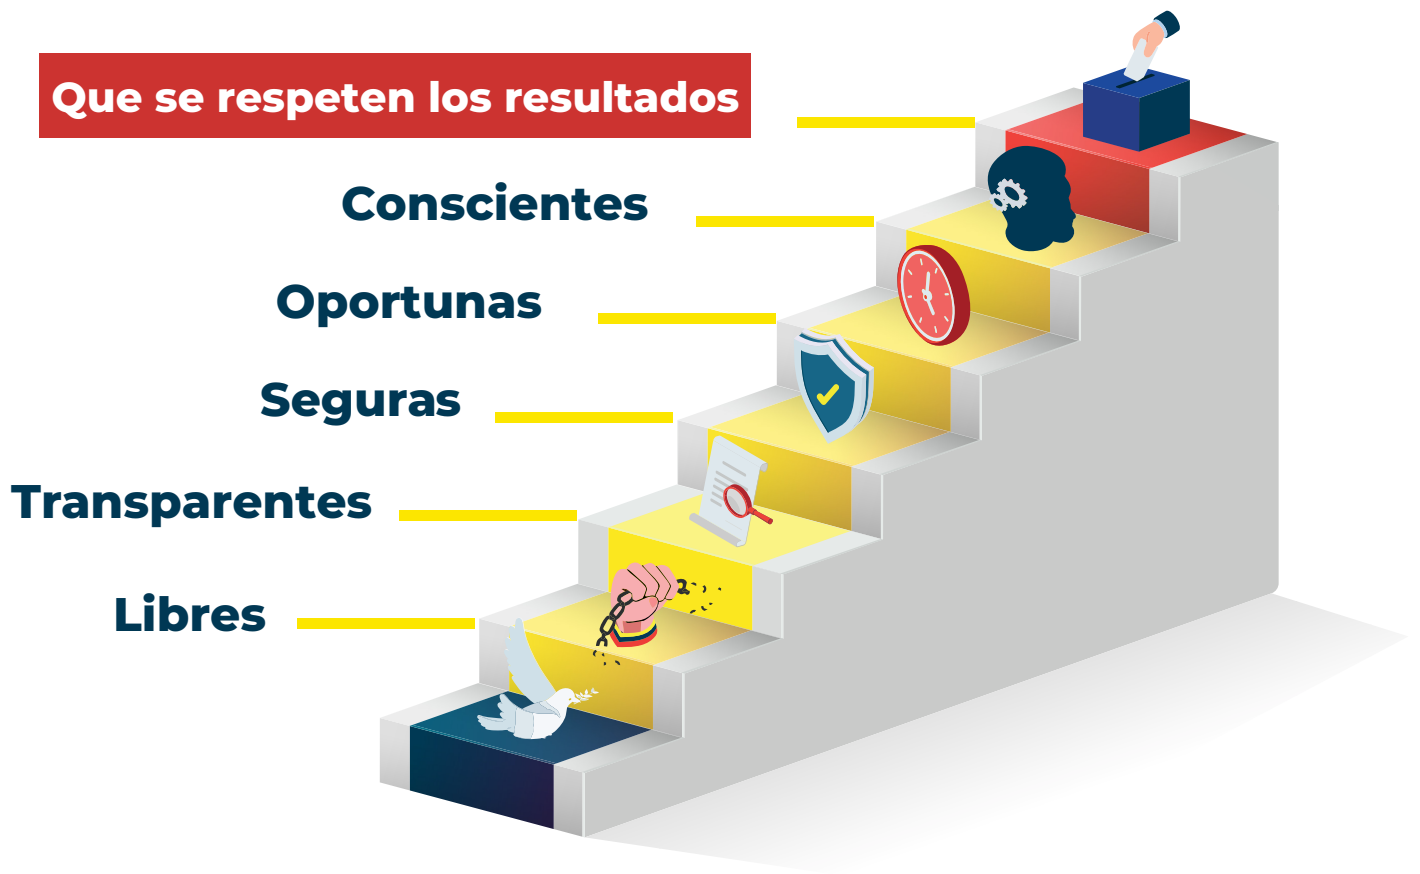 Que se respeten los resultados
Conscientes
Oportunas
Seguras
Transparentes
Libres